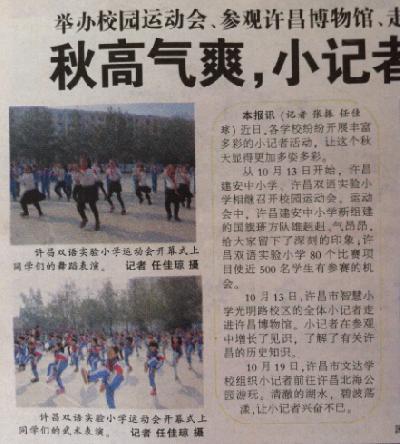 举办校园运动会、参观许昌博物馆、走
秋高气爽,小记者
许昌双语实验小学运动会开幕式上
同学们的舞蹈表演。 记者 任佳琼 摄
许昌双语实验小学运动会开幕式上
同学们的武术表演。 记者 任佳琼 摄
本报讯 (记者 张 任佳
琼)近日,各学校纷纷开展丰富
多彩的小记者活动,让这个秋
天显得更加多姿多彩。
从10月13日开始,许昌
建安中小学、许昌双语实验小
学相继召开校园运动会。运动
会中,许昌建安中小学新组建
的国旗班方队雄赳赳、气昂昂,
给大家留下了深刻的印象,许
昌双语实验小学80个比赛项
目使近500名学生有参赛的机
会。
10月13日,许昌市智慧小
学光明路校区的全体小记者走
进许昌博物馆。小记者在参观
中增长了见识,了解了有关许
昌的历史知识。
10月19日,许昌市文达学
校组织小记者前往许昌北海公
园游玩。清澈的湖水,碧波荡
漾,让小记者兴奋不已。